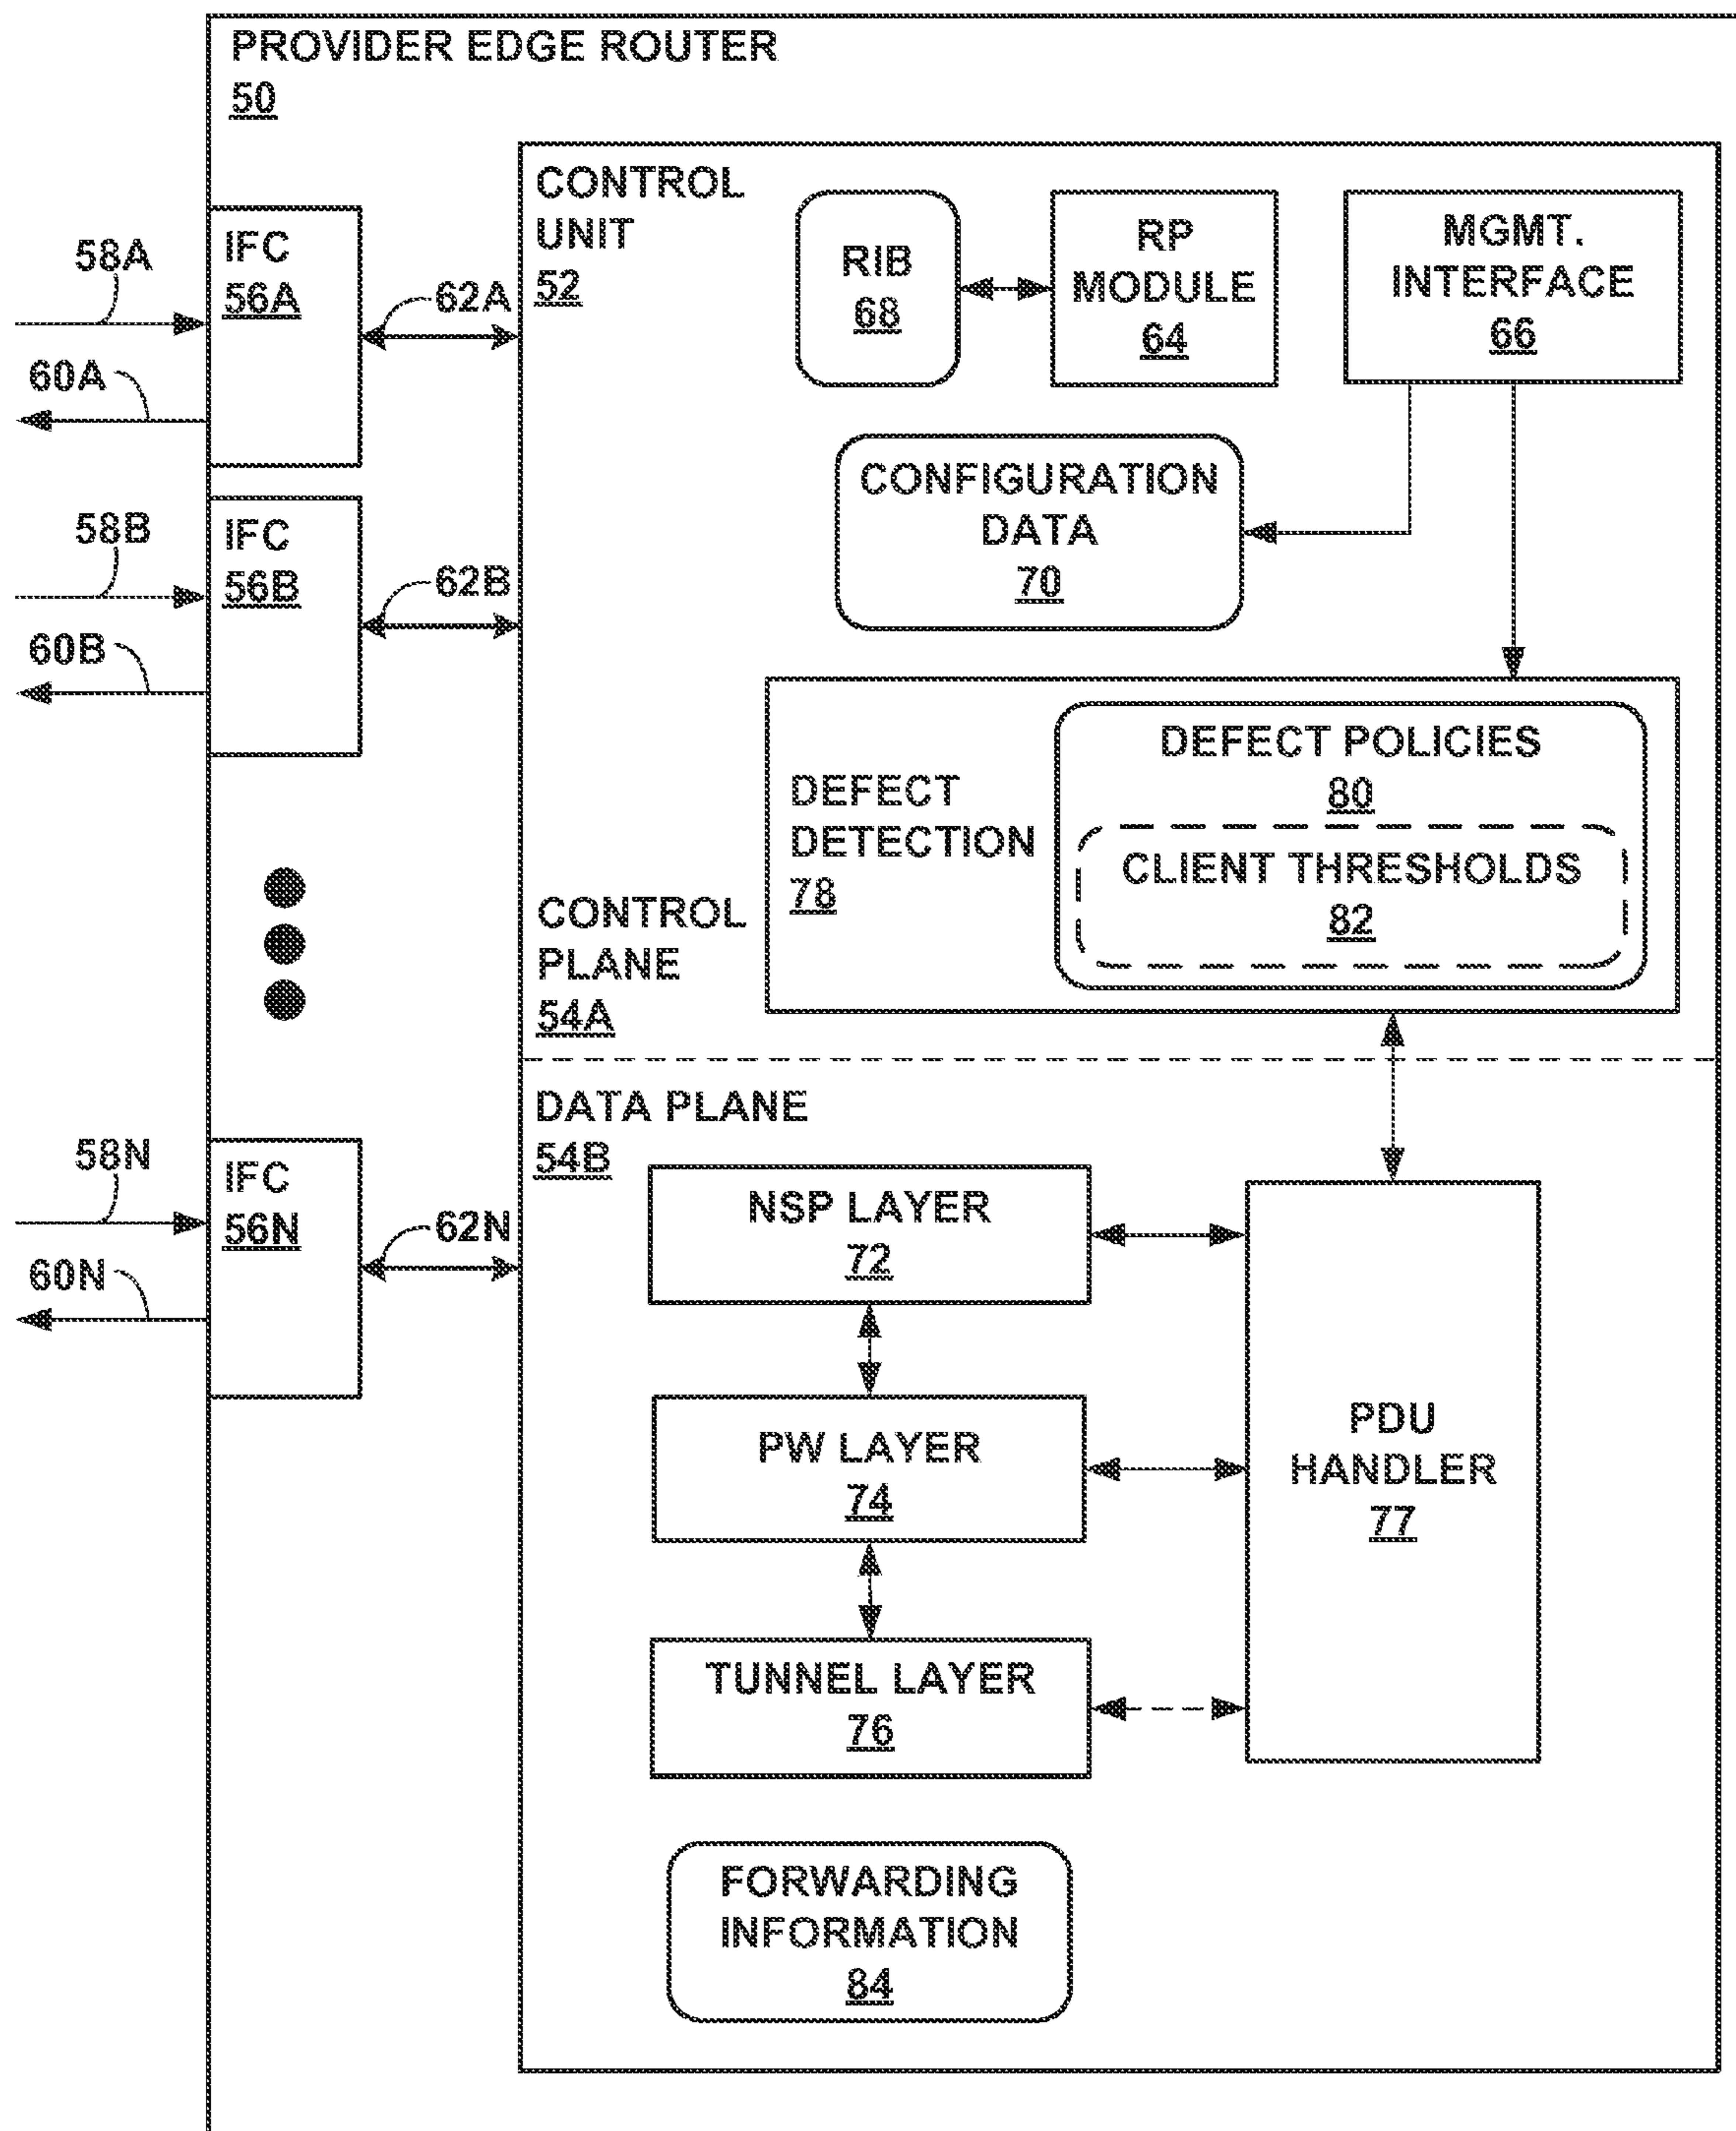 PROVIDER EDGE ROUTER
50
CONTROL
UNIT
52
RIB
68
RP
MODULE
64
MGMT.
INTERFACE
66
IFC
56A
58A
60A
62A
CONFIGURATION
DATA
70
IFC
56B
58B
60B
62B
DEFECT
DETECTION
78
DEFECT POLICIES
80
CLIENT THRESHOLDS
82
CONTROL
PLANE
54A
DATA PLANE
54B
IFC
56N
58N
60N
62N
NSP LAYER
72
PW LAYER
74
TUNNEL LAYER
76
PDU
HANDLER
77
FORWARDING
INFORMATION
84